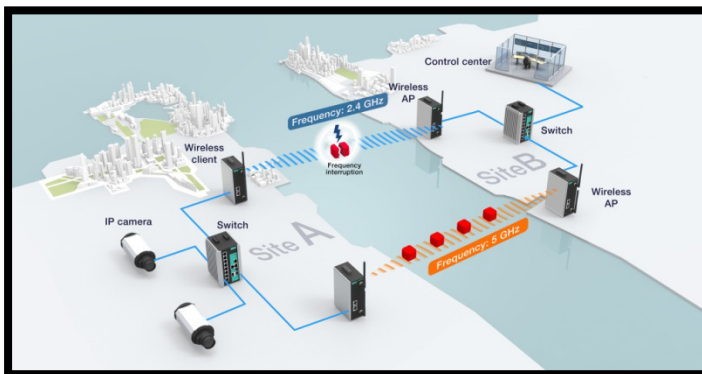 Control center
Wireless
AP
Frequency: 2.4 GHz
Switch
Frequency
interruption
Wireless
client
Site B
Wireless
AP
IP camera
Switch
Site A
Frequency: 5 GHz